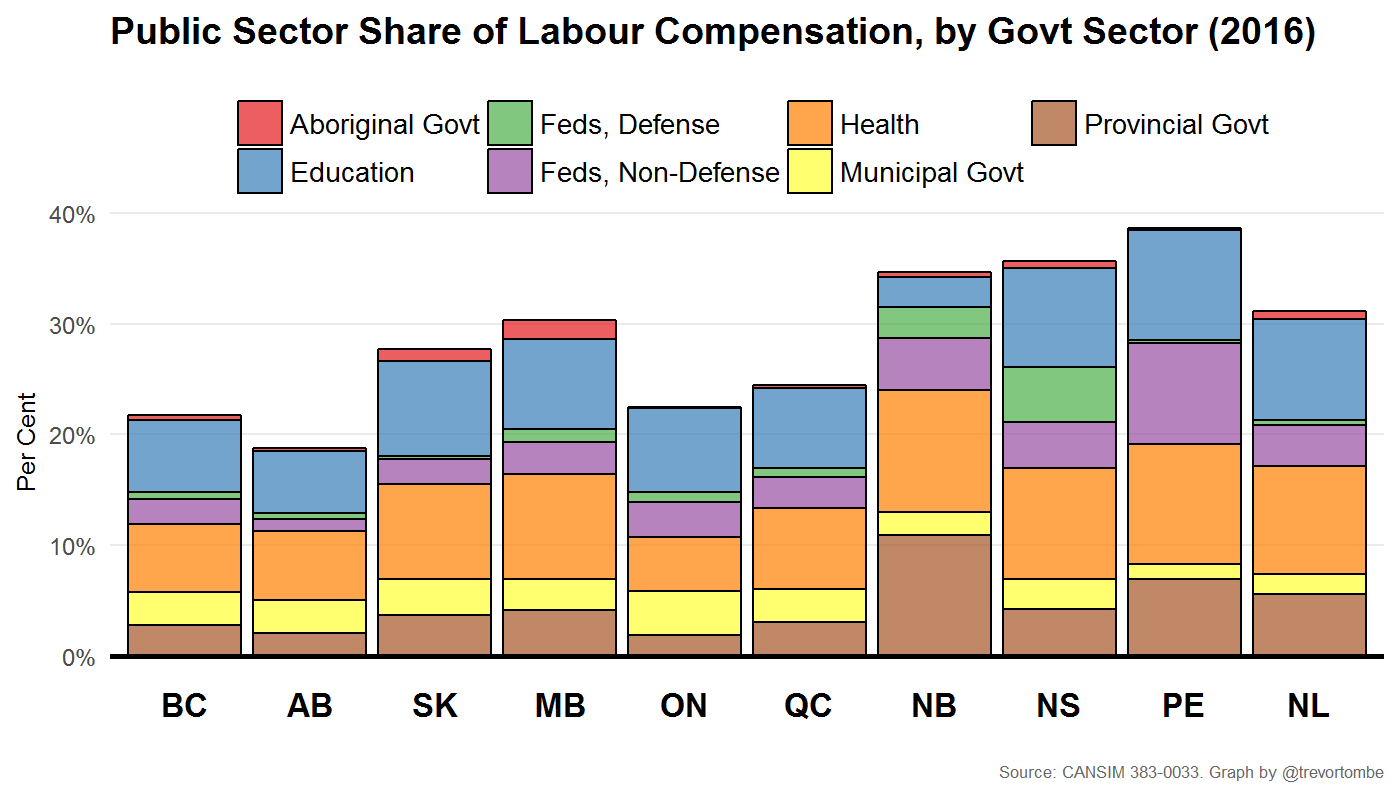 Public Sector Share of Labour Compensation, by Govt Sector (2016)
Aboriginal Govt Feds, Defense Health Provincial Govt
Education Feds, Non-Defense Municipal Govt
40%
30%
20%
10%
0%
Per Cent
BC AB SK MB ON QC NB NS PE NL
Source: CANSIM 383-0033. Graph by @trevortombe